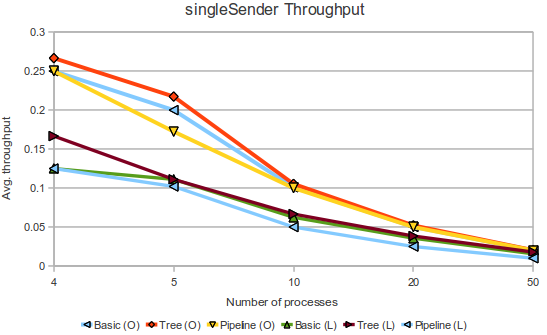 singleSender Throughput
0.3
0.25
0.2
0.15
0.1
0.05
0
Avg. throughput
4 5 10 20 50
Number of processes
Basic (O) Tree (O) Pipeline (O) Basic (L) Tree (L) Pipeline (L)